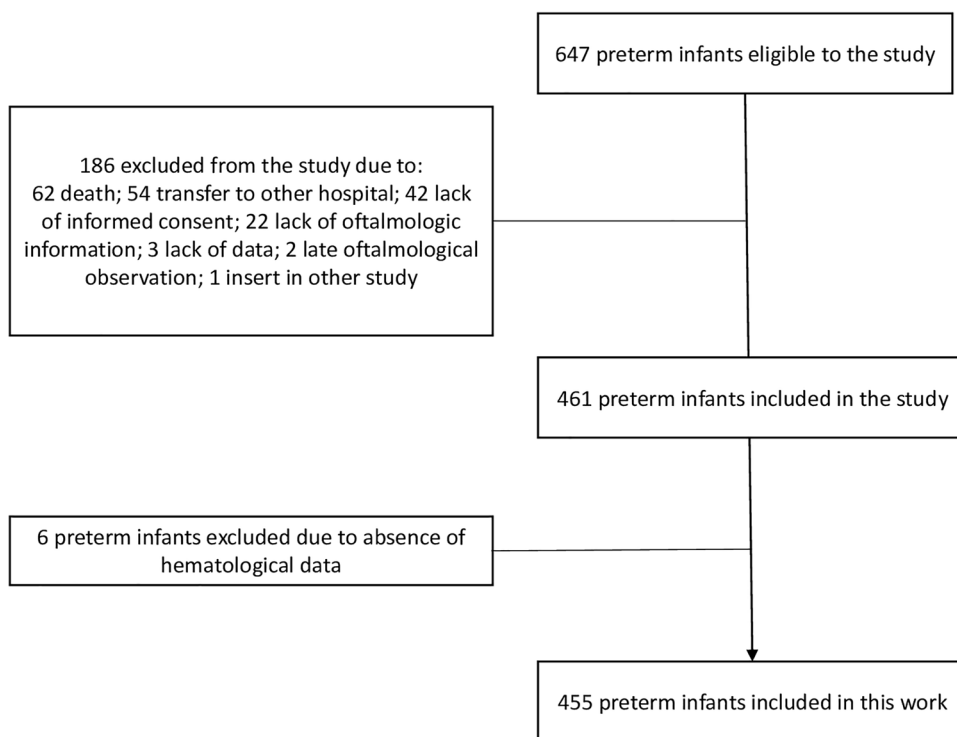 647 preterm infants eligible to the study
186 excluded from the study due to:
62 death; 54 transfer to other hospital; 42 lack
of informed consent; 22 lack of oftalmologic
information; 3 lack of data; 2 late oftalmological
observation; 1 insert in other study
461 preterm infants included in the study
6 preterm infants excluded due to absence of
hematological data
455 preterm infants included in this work